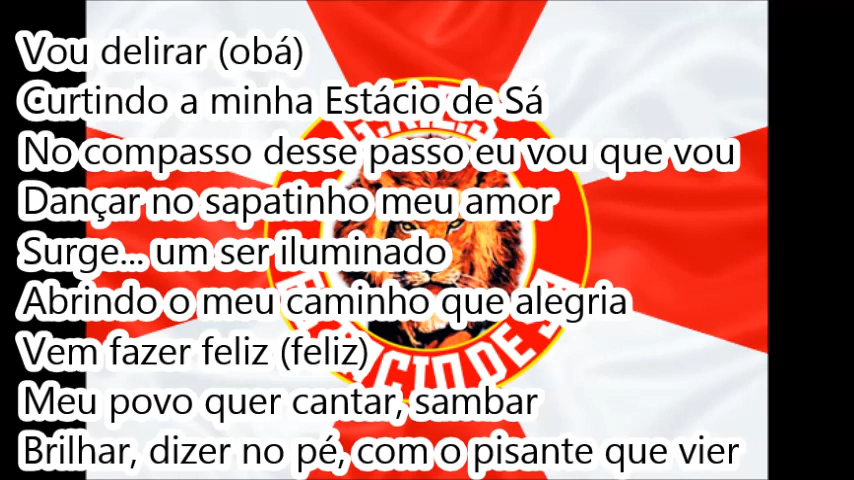 Vou delirar (obá)
Curtindo a minha Estácio de Sá
No compasso desse passo eu vou que vou
Dançar no sapatinho meu amor
Surge... um ser iluminado
Abrindo o meu caminho que alegria
Vem fazer feliz (feliz)
Meu povo quer cantar, sambar
Brilhar, dizer no pé, com o pisante que vier